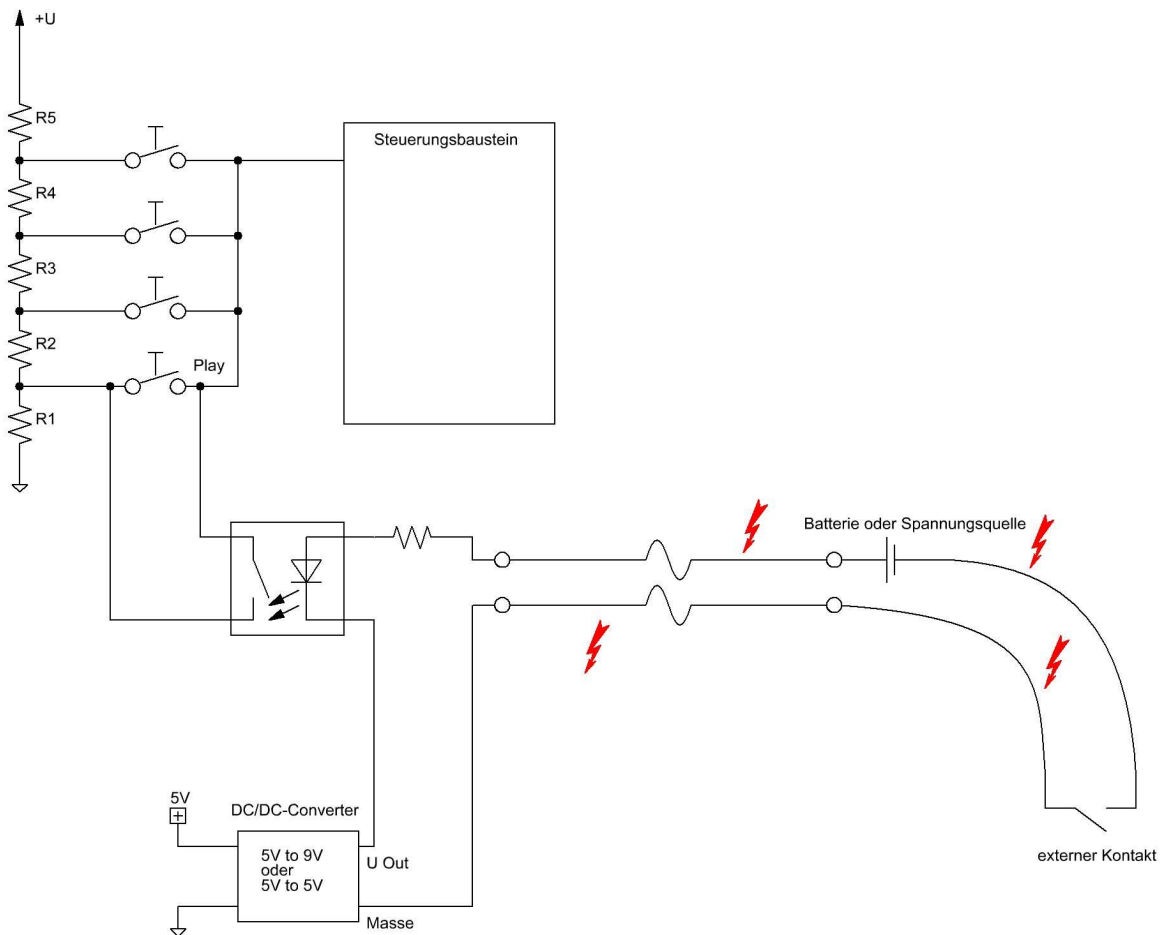 +U
R5
Steuerungsbaustein
R4
R3
R2
Play
R1
Batterie oder Spannungsquelle
5V
DC/DC-Converter
5V to 9V
oder
5V to 5V
U Out
Masse
externer Kontakt